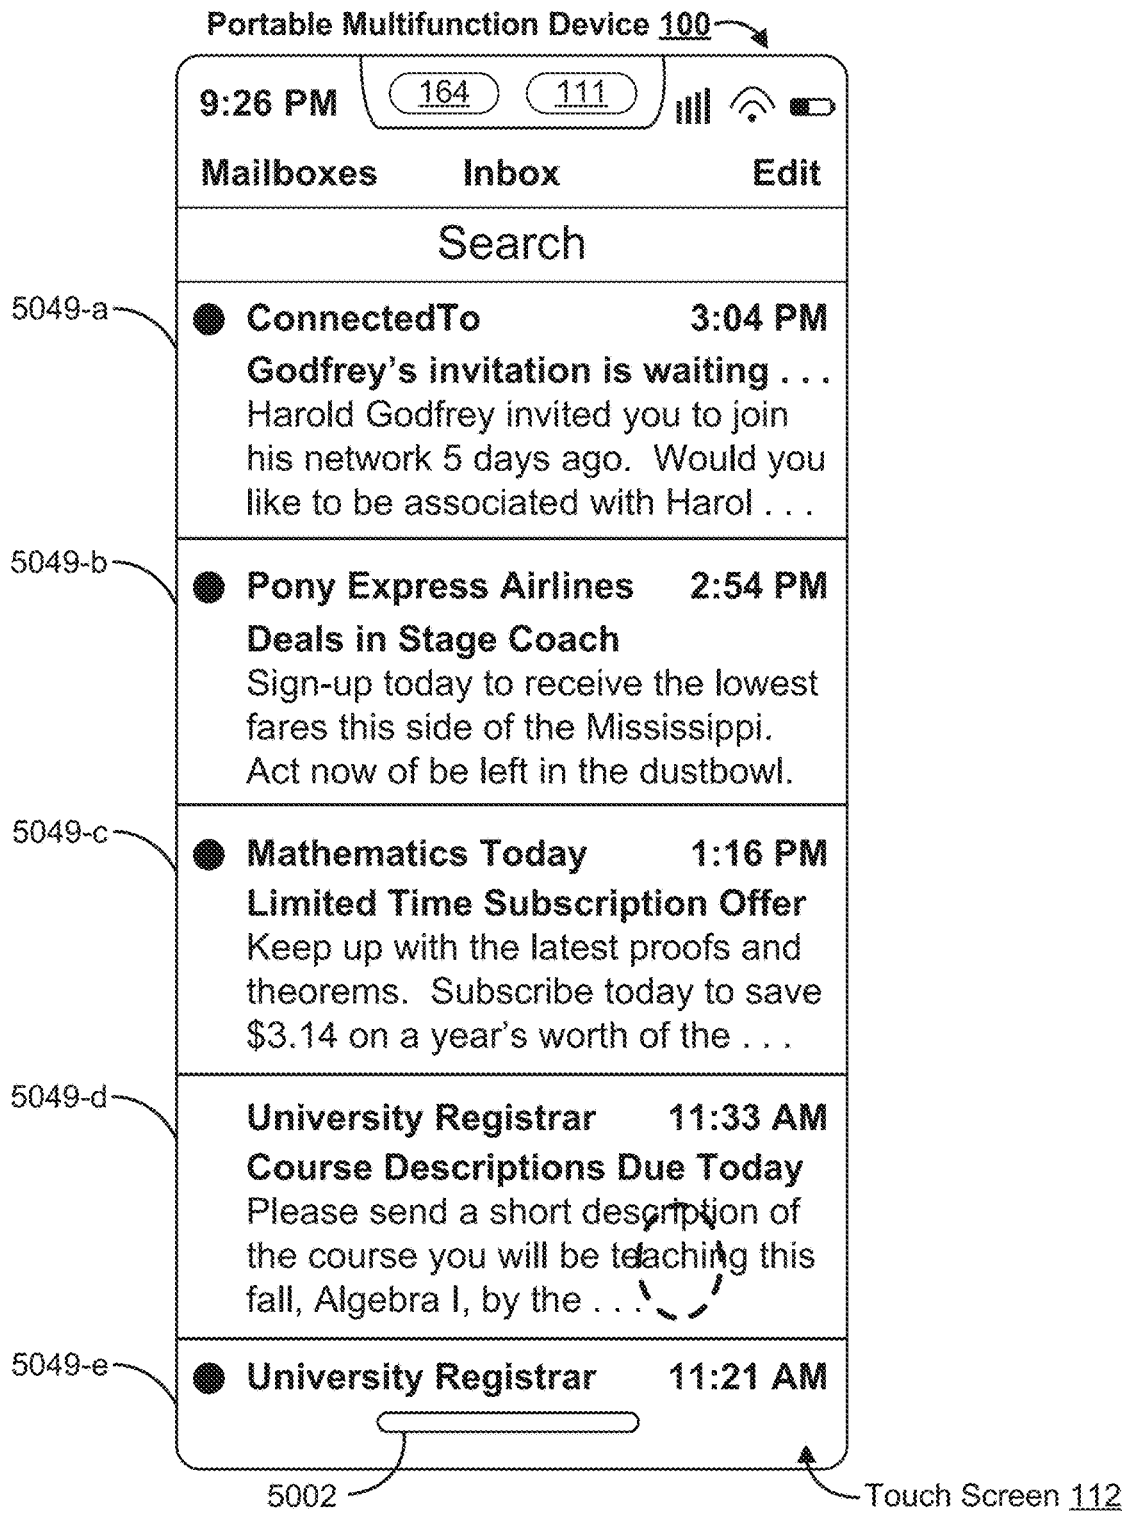 Portable Multifunction Device 100
9:26 PM 164 111
Mailboxes Inbox Edit
Search
5049-a
ConnectedTo 3:04 PM
Godfrey's invitation is waiting . . .
Harold Godfrey invited you to join
his network 5 days ago. Would you
like to be associated with Harol . . .
5049-b
Pony Express Airlines 2:54 PM
Deals in Stage Coach
Sign-up today to receive the lowest
fares this side of the Mississippi.
Act now of be left in the dustbowl.
5049-c
Mathematics Today 1:16 PM
Limited Time Subscription Offer
Keep up with the latest proofs and
theorems. Subscribe today to save
$3.14 on a year's worth of the . . .
5049-d
University Registrar 11:33 AM
Course Descriptions Due Today
Please send a short description of
the course you will be teaching this
fall, Algebra I, by the . . .
5049-e
University Registrar 11:21 AM
5002
Touch Screen 112